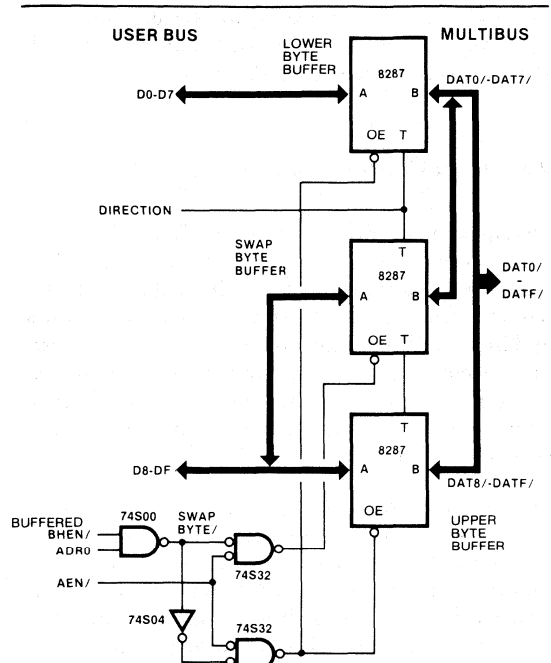 USER BUS
MULTIBUS
LOWER
BYTE
BUFFER
8287
DAT0/-DAT7/
D0-D7
A
B
OE T
DIRECTION
SWAP
BYTE
BUFFER
T
8287
DAT0/
-
DATF/
A
B
OE T
T
8287
D8-DF
A
B
DAT8/-DATF/
OE
UPPER
BYTE
BUFFER
BUFFERED
BHEN/
ADR0
74S00
SWAP
BYTE/
AEN/
74S32
74S04
74S32